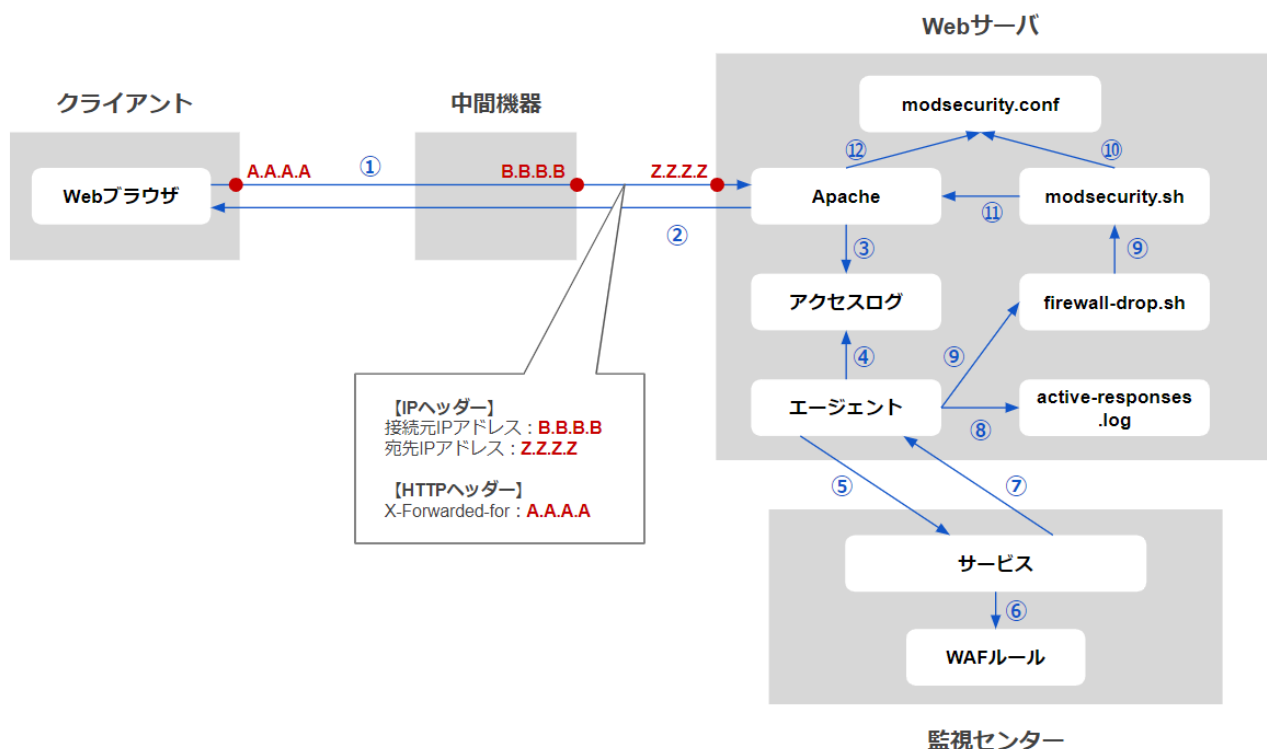 Webサーバ
クライアント
中間機器
modsecurity.conf
⑫
⑩
A.A.A.A
①
B.B.B.B
Z.Z.Z.Z
Webブラウザ
Apache
⑪
modsecurity.sh
②
③
⑨
アクセスログ
firewall-drop.sh
④
⑨
【IPヘッダー】
接続元IPアドレス：B.B.B.B
宛先IPアドレス：Z.Z.Z.Z
【HTTPヘッダー】
X-Forwarded-for：A.A.A.A
エージェント
⑧
active-responses
.log
⑤
⑦
サービス
⑥
WAFルール
監視センター